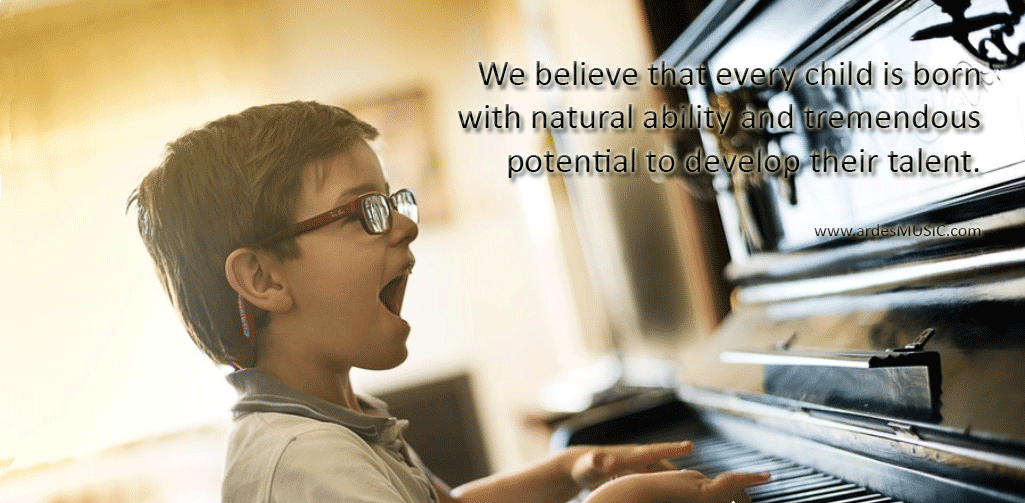 We believe that every child is born
with natural ability and tremendous
potential to develop their talent.
www.ardesMUSIC.com